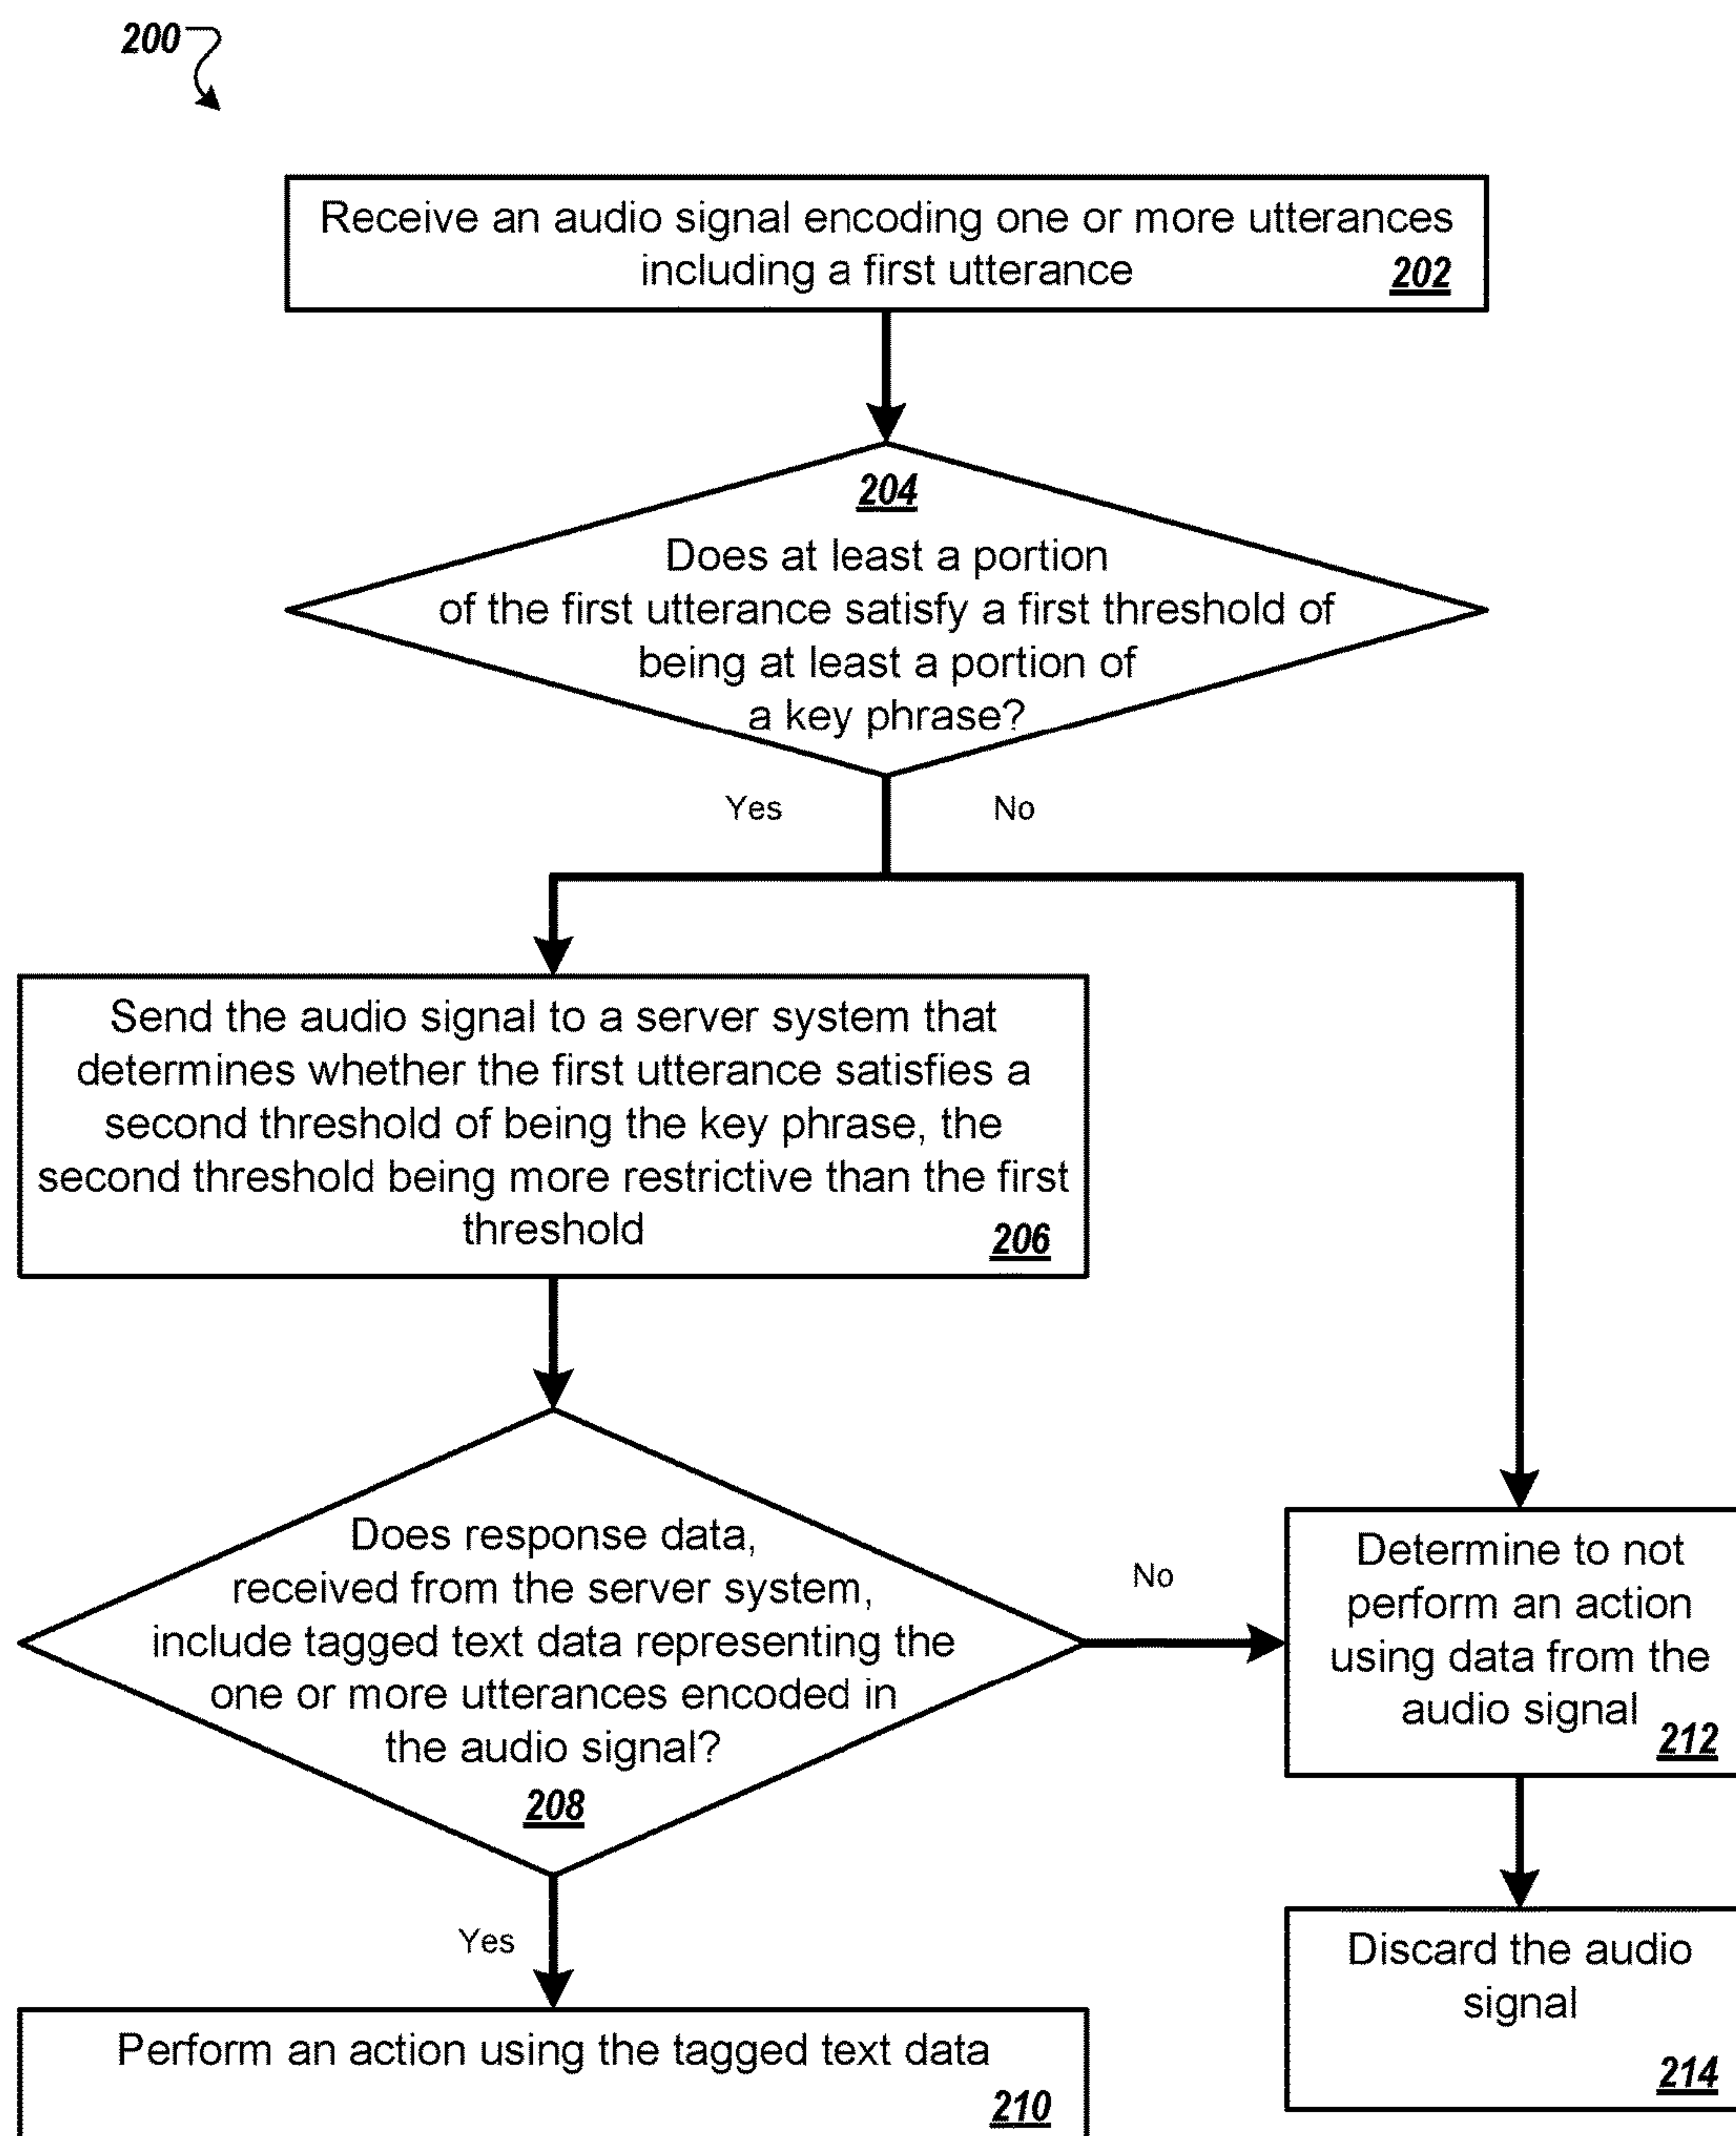 200
Receive an audio signal encoding one or more utterances
including a first utterance
202
204
Does at least a portion
of the first utterance satisfy a first threshold of
being at least a portion of
a key phrase?
Yes
No
Send the audio signal to a server system that
determines whether the first utterance satisfies a
second threshold of being the key phrase, the
second threshold being more restrictive than the first
threshold
206
Does response data,
received from the server system,
include tagged text data representing the
one or more utterances encoded in
the audio signal?
208
No
Determine to not
perform an action
using data from the
audio signal
212
Yes
Perform an action using the tagged text data
210
Discard the audio
signal
214